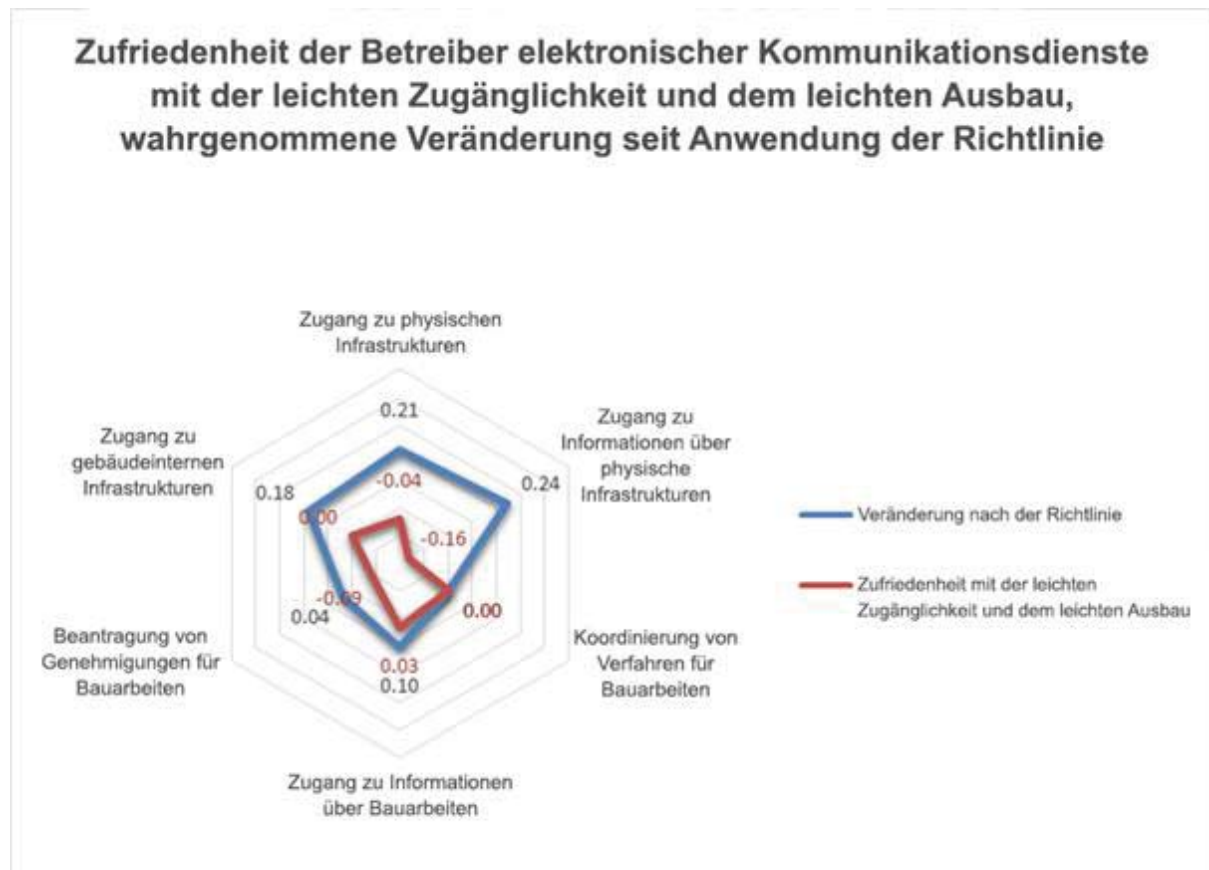 Zufriedenheit der Betreiber elektronischer Kommunikationsdienste
mit der leichten Zugänglichkeit und dem leichten Ausbau,
wahrgenommene Veränderung seit Anwendung der Richtlinie
Zugang zu physischen
Infrastrukturen
0.21
-0.04
Zugang zu
Informationen über
physische
Infrastrukturen
0.24
-0.16
Koordinierung von
Verfahren für
Bauarbeiten
0.00
Zugang zu Informationen
über Bauarbeiten
0.03
0.10
Beantragung von
Genehmigungen für
Bauarbeiten
-0.09
0.04
Zugang zu
gebäudeinternen
Infrastrukturen
0.18
0.00
Veränderung nach der Richtlinie
Zufriedenheit mit der leichten
Zugänglichkeit und dem leichten Ausbau